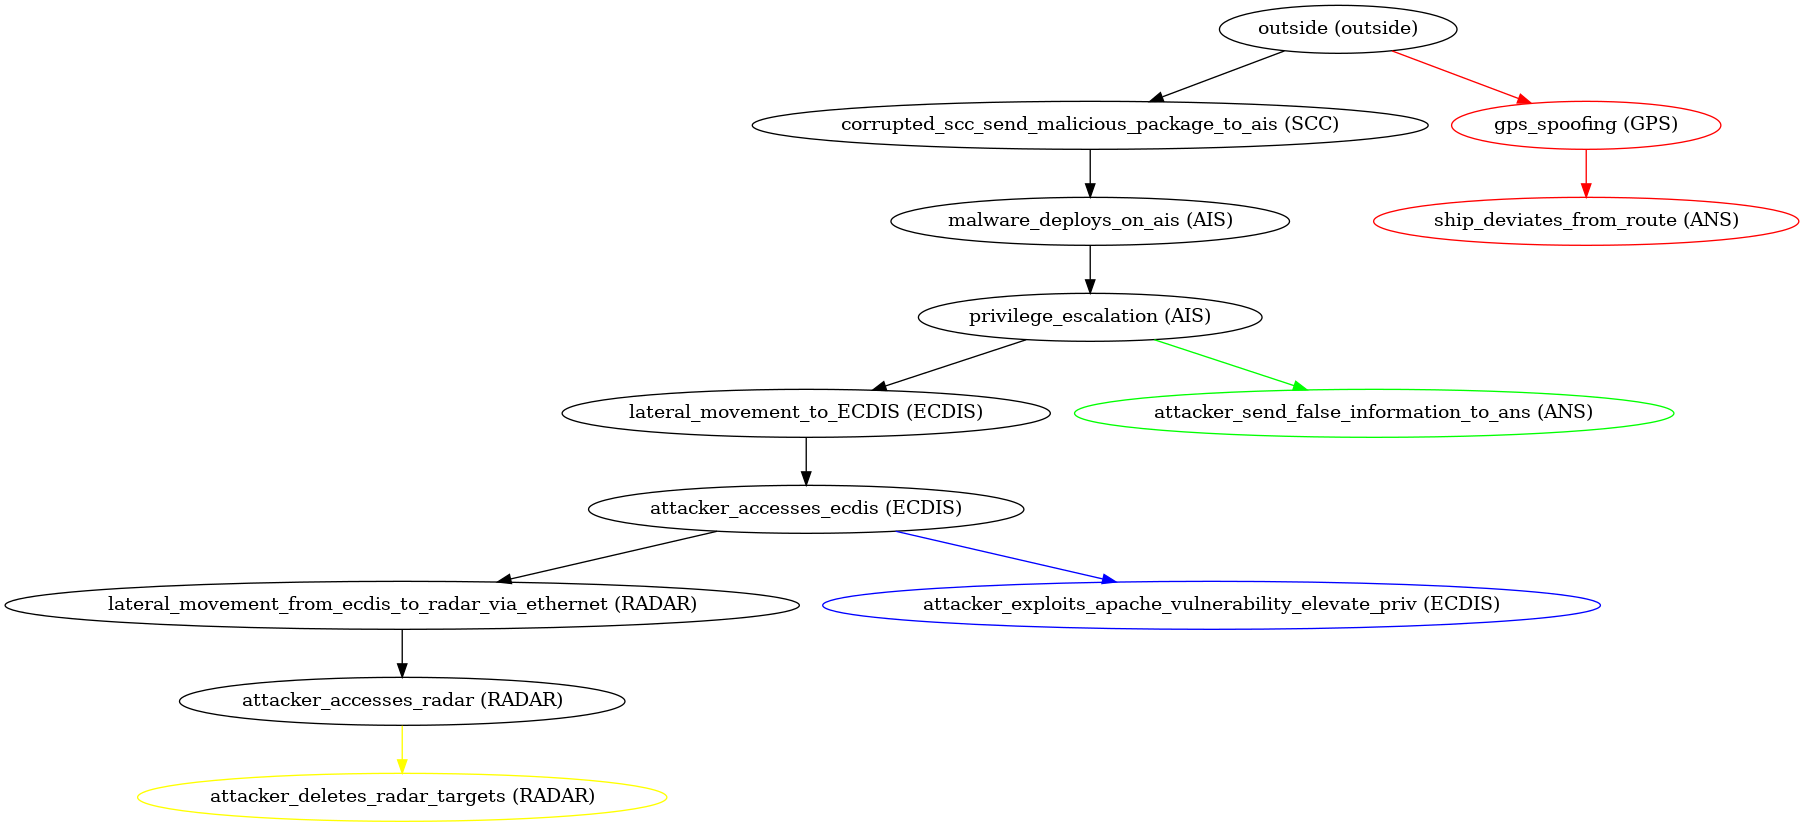 outside (outside)
corrupted_scc_send_malicious_package_to_ais (SCC)
gps_spoofing (GPS)
malware_deploys_on_ais (AIS)
ship_deviates_from_route (ANS)
privilege_escalation (AIS)
lateral_movement_to_ECDIS (ECDIS)
attacker_send_false_information_to_ans (ANS)
attacker_accesses_ecdis (ECDIS)
lateral_movement_from_ecdis_to_radar_via_ethernet (RADAR)
attacker_exploits_apache_vulnerability_elevate_priv (ECDIS)
attacker_accesses_radar (RADAR)
attacker_deletes_radar_targets (RADAR)